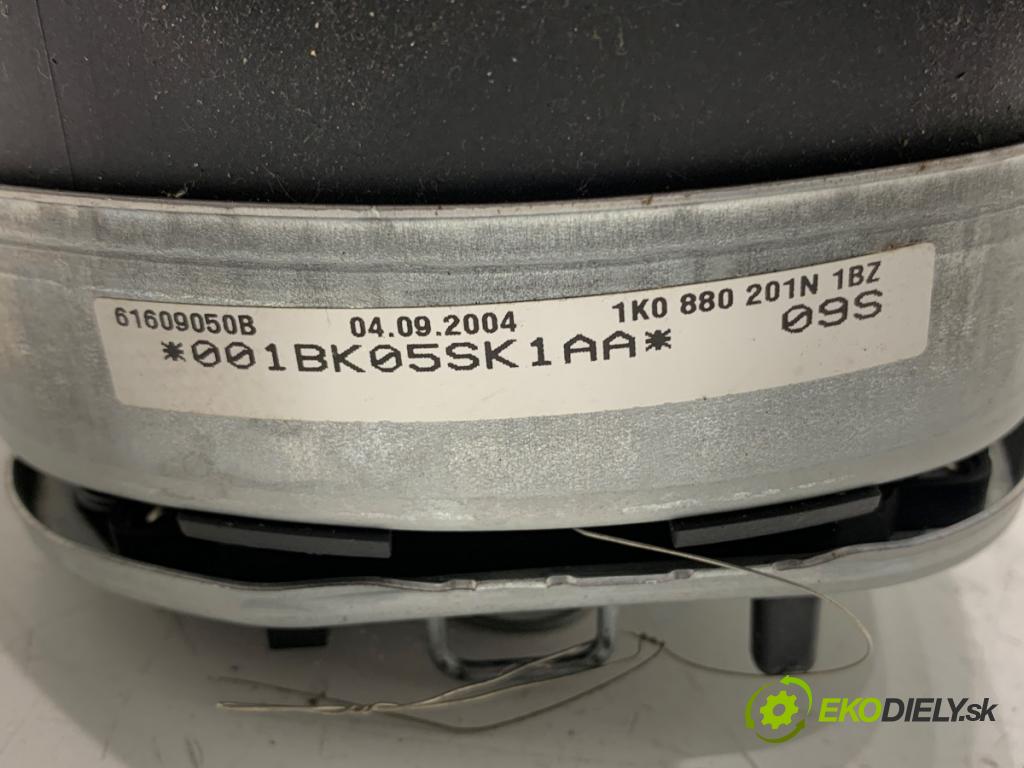 61609050B 04.09.2004 1K0 880 201N 1BZ
*001BK05SK1AA* 09S
EKODIELY.sk